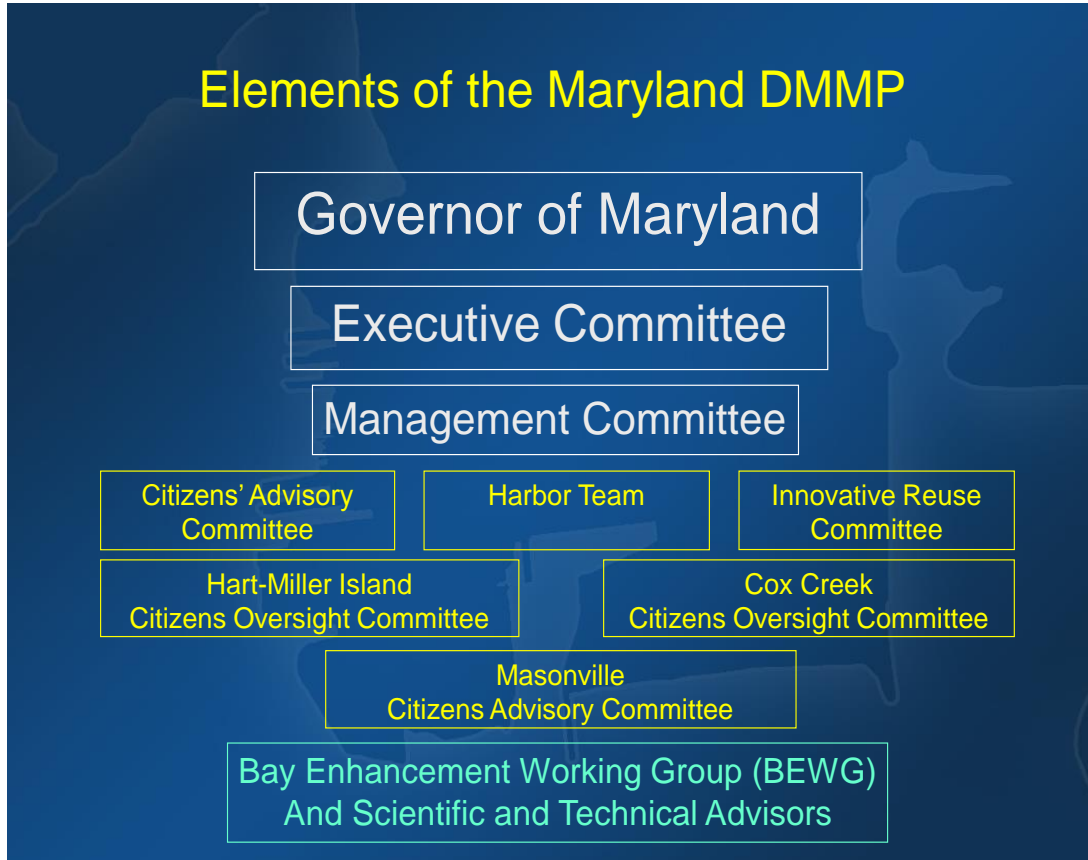 Elements of the Maryland DMMP
Governor of Maryland
Executive Committee
Management Committee
Citizens' Advisory
Committee
Harbor Team
Innovative Reuse
Committee
Hart-Miller Island
Citizens Oversight Committee
Cox Creek
Citizens Oversight Committee
Masonville
Citizens Advisory Committee
Bay Enhancement Working Group (BEWG)
And Scientific and Technical Advisors